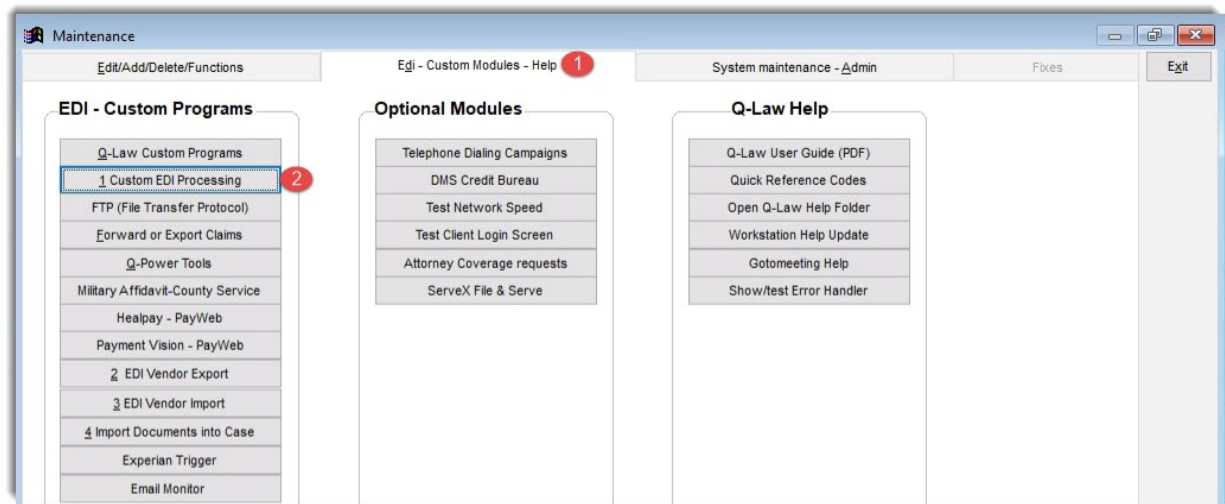 Maintenance
Edit/Add/Delete/Functions
Edi - Custom Modules - Help
1
System maintenance - Admin
Fixes
Exit
EDI - Custom Programs
Q-Law Custom Programs
1 Custom EDI Processing
2
FTP (File Transfer Protocol)
Forward or Export Claims
Q-Power Tools
Military Affidavit-County Service
Healpay - PayWeb
Payment Vision - PayWeb
2 EDI Vendor Export
3 EDI Vendor Import
4 Import Documents into Case
Experian Trigger
Email Monitor
Optional Modules
Telephone Dialing Campaigns
DMS Credit Bureau
Test Network Speed
Test Client Login Screen
Attorney Coverage requests
ServeX File & Serve
Q-Law Help
Q-Law User Guide (PDF)
Quick Reference Codes
Open Q-Law Help Folder
Workstation Help Update
Gotomeeting Help
Show/test Error Handler